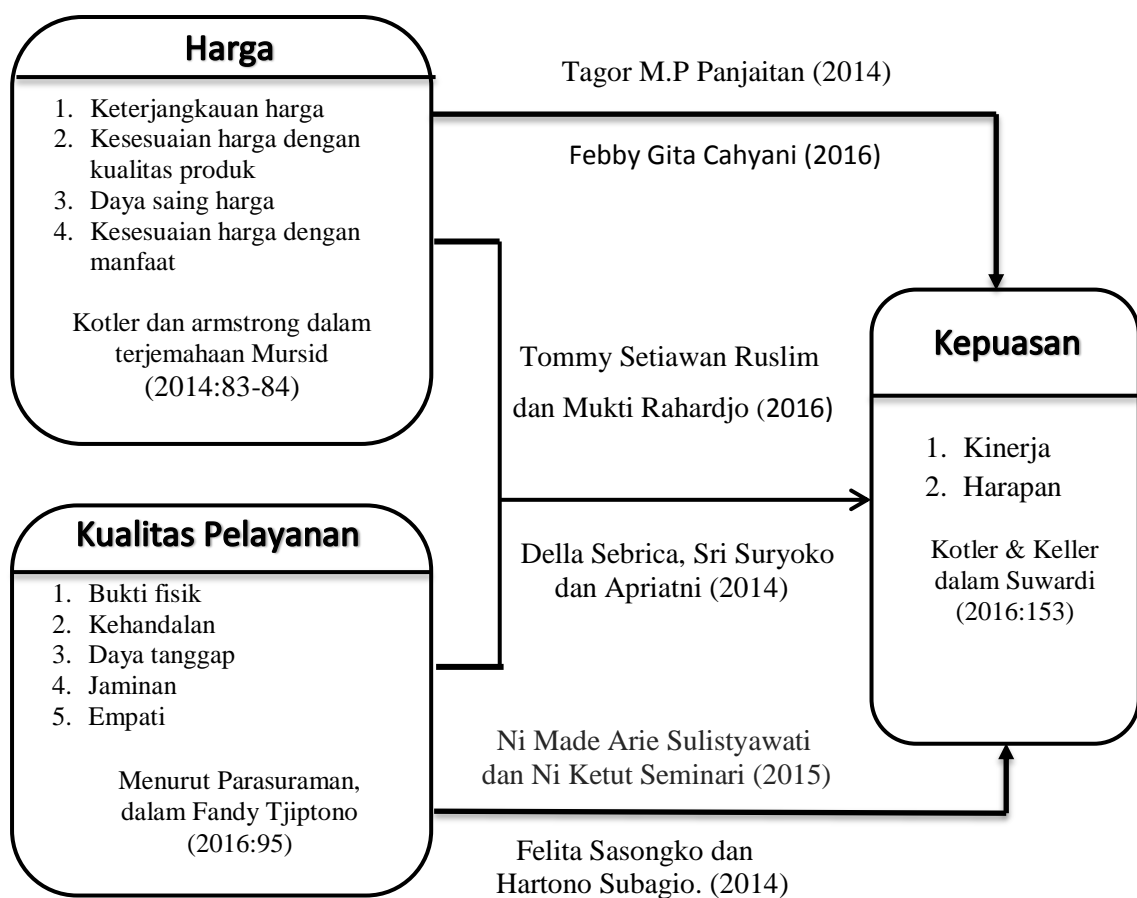 Harga
1. Keterjangkauan harga
2. Kesesuaian harga dengan
kualitas produk
3. Daya saing harga
4. Kesesuaian harga dengan
manfaat
Kotler dan armstrong dalam
terjemahaan Mursid
(2014:83-84)
Tagor M.P Panjaitan (2014)
Febby Gita Cahyani (2016)
Tommy Setiawan Ruslim
dan Mukti Rahardjo (2016)
Kepuasan
1. Kinerja
2. Harapan
Kotler & Keller
dalam Suwardi
(2016:153)
Kualitas Pelayanan
1. Bukti fisik
2. Kehandalan
3. Daya tanggap
4. Jaminan
5. Empati
Menurut Parasuraman,
dalam Fandy Tjiptono
(2016:95)
Della Sebrica, Sri Suryoko
dan Apriatni (2014)
Ni Made Arie Sulistyawati
dan Ni Ketut Seminari (2015)
Felita Sasongko dan
Hartono Subagio. (2014)